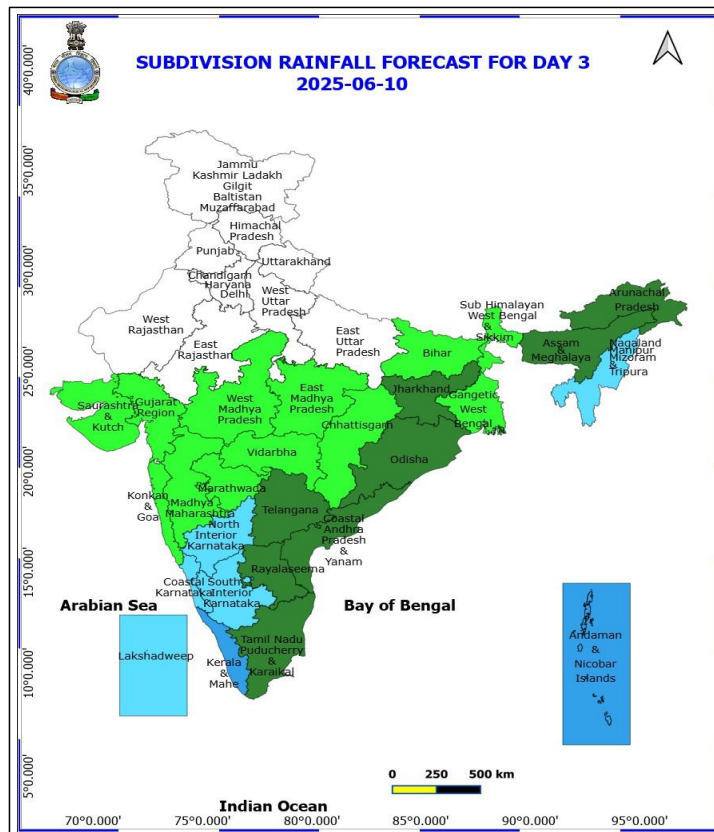 SUBDIVISION RAINFALL FORECAST FOR DAY 3
2025-06-10
40°0.000'
35°0.000'
30°0.000'
25°0.000'
20°0.000'
15°0.000'
10°0.000'
5°0.000'
Jammu
Kashmir Ladakh
Gilgit
Baltistan
Muzaffarabad
Himachal
Pradesh
Punjab
Uttarakhand
Chandigarh
Haryana
Delhi
West
Uttar
Pradesh
West
Rajasthan
East
Rajasthan
East
Uttar
Pradesh
Sub Himalayan
West Bengal
&
Sikkim
Arunachal
Pradesh
Assam
&
Meghalaya
Nagaland
Manipur
Mizoram
&
Tripura
Bihar
Jharkhand
Gangetic
West
Bengal
Saurashtra
&
Kutch
Gujarat
Region
West
Madhya
Pradesh
East
Madhya
Pradesh
Chhattisgarh
Vidarbha
Odisha
Konkan
&
Goa
Madhya
Maharashtra
Marathwada
Telangana
North
Interior
Karnataka
Coastal
Andhra
Pradesh
&
Yanam
Rayalaseema
Coastal
Karnataka
South
Interior
Karnataka
Arabian Sea
Bay of Bengal
Lakshadweep
Kerala
&
Mahe
Tamil Nadu
Puducherry
&
Karaikal
Andaman
&
Nicobar
Islands
0 250 500 km
Indian Ocean
70°0.000' 75°0.000' 80°0.000' 85°0.000' 90°0.000' 95°0.000'